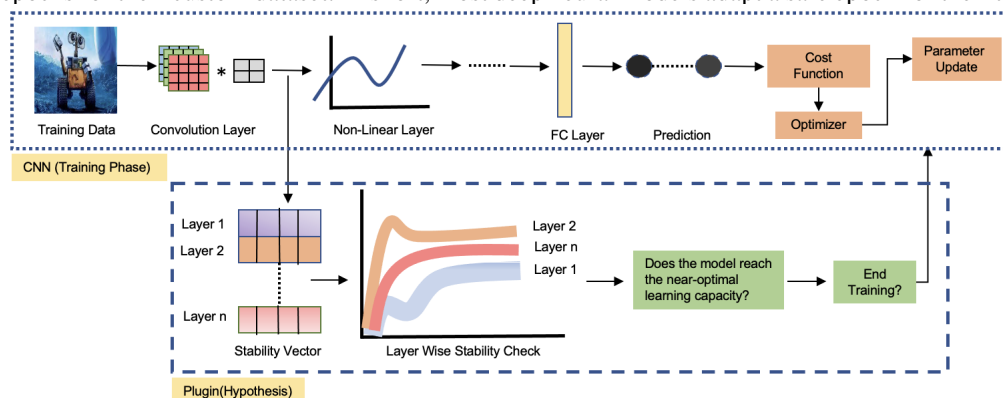 Cost
Function
Parameter
Update
*
Optimizer
Training Data
Convolution Layer
Non-Linear Layer
FC Layer
Prediction
CNN (Training Phase)
Layer 1
Layer 2
Layer n
Stability Vector
Layer 2
Layer n
Layer 1
Layer Wise Stability Check
Does the model reach
the near-optimal
learning capacity?
End
Training?
Plugin(Hypothesis)